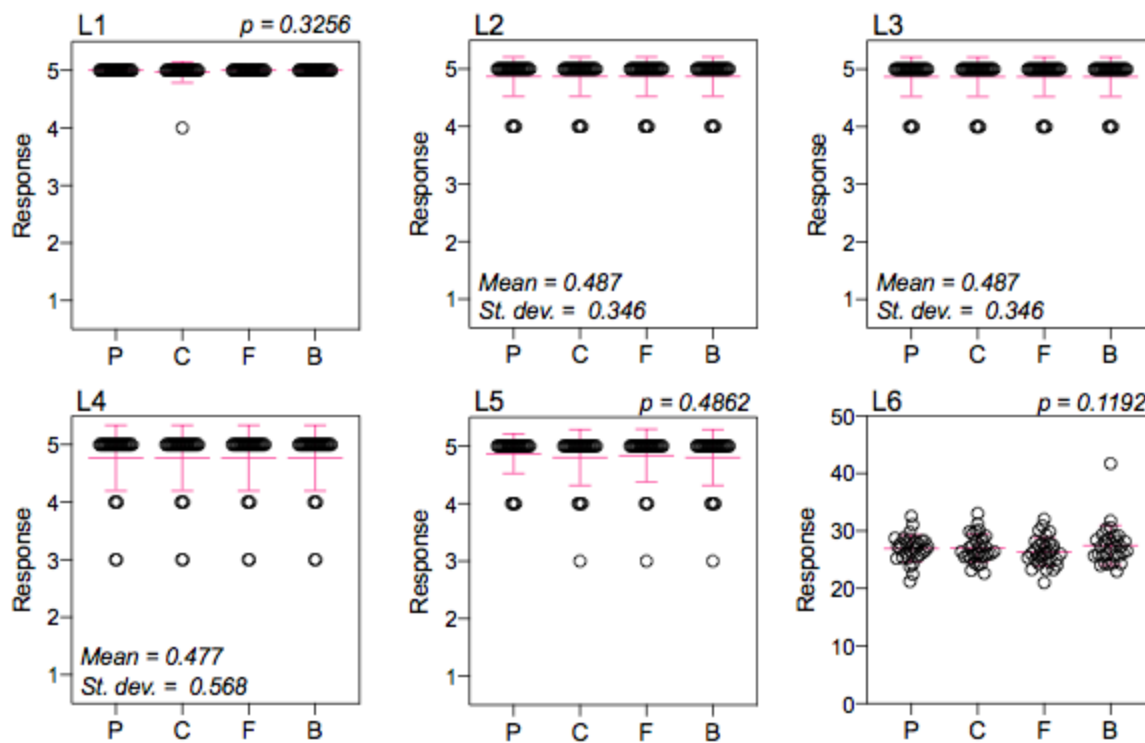 L1 p = 0.3256
Response
5
4
3
2
1
P C F B
L2
Response
5
4
3
2
1
Mean = 0.487
St. dev. = 0.346
P C F B
L3
Response
5
4
3
2
1
Mean = 0.487
St. dev. = 0.346
P C F B
L4
Response
5
4
3
2
1
Mean = 0.477
St. dev. = 0.568
P C F B
L5 p = 0.4862
Response
5
4
3
2
1
P C F B
L6 p = 0.1192
Response
50
40
30
20
10
0
P C F B